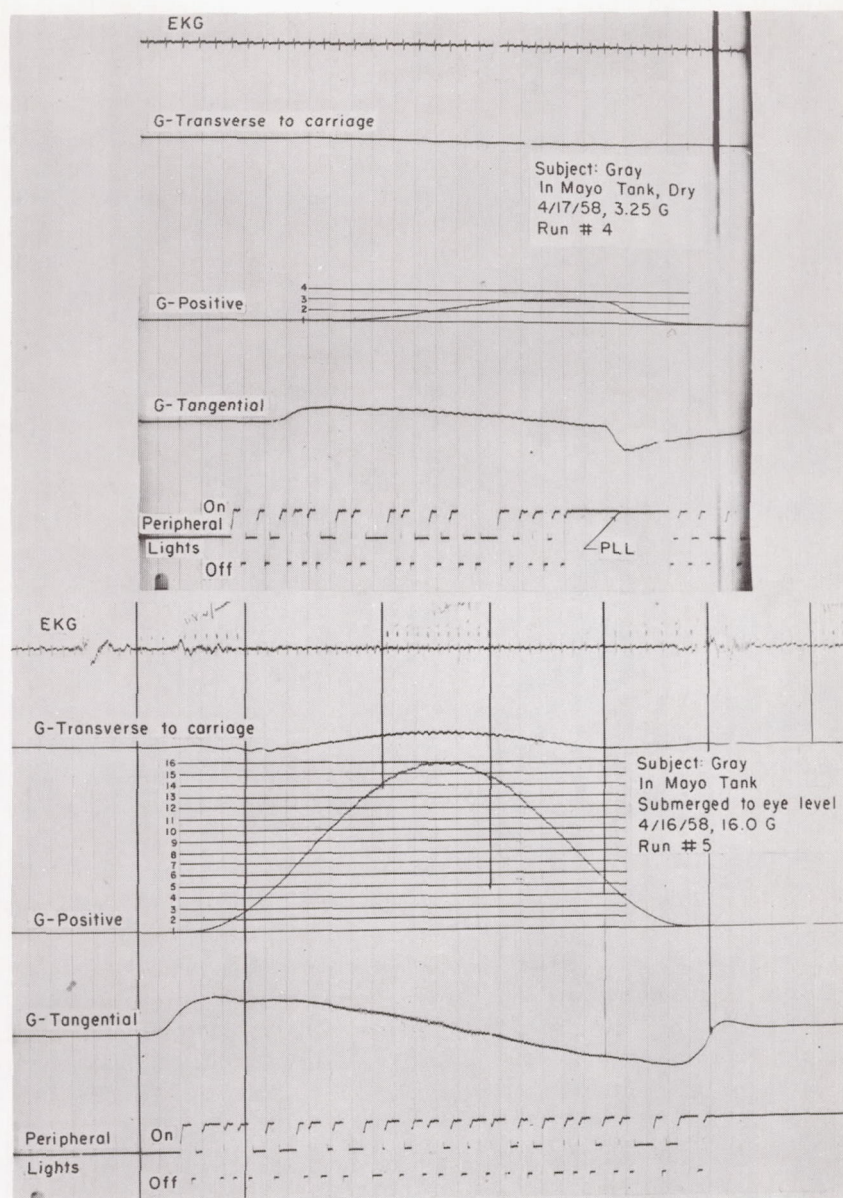 EKG
G-Transverse to carriage
Subject: Gray
In Mayo Tank, Dry
4/17/58, 3.25 G
Run # 4
G-Positive
4
3
2
1
G-Tangential
On
Peripheral
Lights
Off
PLL
EKG
G-Transverse to carriage
Subject: Gray
In Mayo Tank
Submerged to eye level
4/16/58, 16.0 G
Run # 5
16
15
14
13
12
11
10
9
8
7
6
5
4
3
2
1
G-Positive
G-Tangential
Peripheral On
Lights
Off